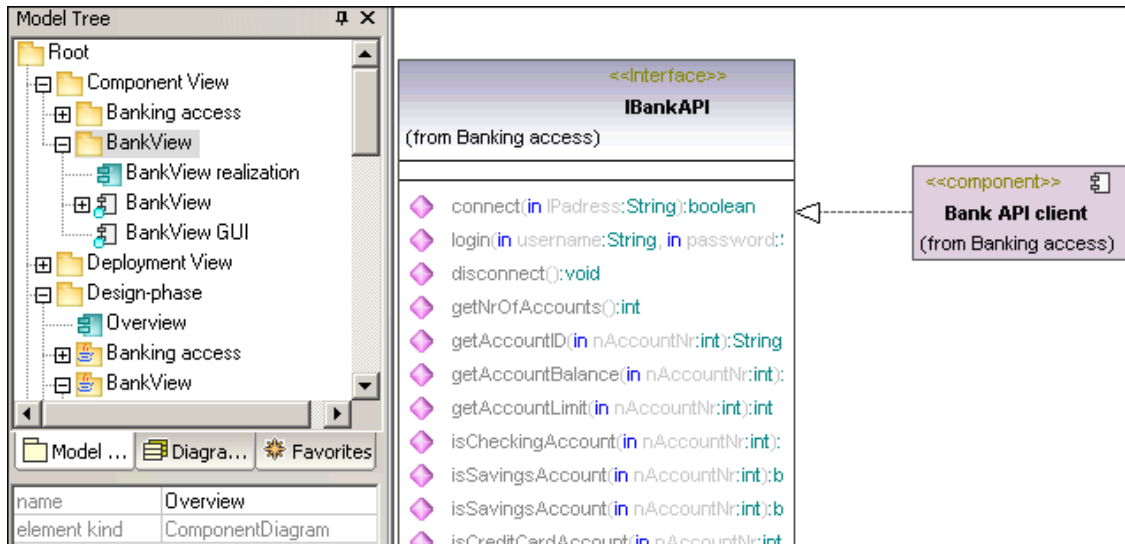 Model Tree
Root
Component View
Banking access
BankView
BankView realization
BankView
BankView GUI
Deployment View
Design-phase
Overview
Banking access
BankView
Model ...
Diagra...
Favorites
name Overview
element kind ComponentDiagram
<<Interface>>
IBankAPI
(from Banking access)
connect(in IPadress:String):boolean
login(in username:String, in password:
disconnect():void
getNrOfAccounts():int
getAccountID(in nAccountNr:int):String
getAccountBalance(in nAccountNr:int):
getAccountLimit(in nAccountNr:int):int
isCheckingAccount(in nAccountNr:int):
isSavingsAccount(in nAccountNr:int):b
isSavingsAccount(in nAccountNr:int):b
isCreditCardAccount(in nAccountNr:int
<<component>>
Bank API client
(from Banking access)